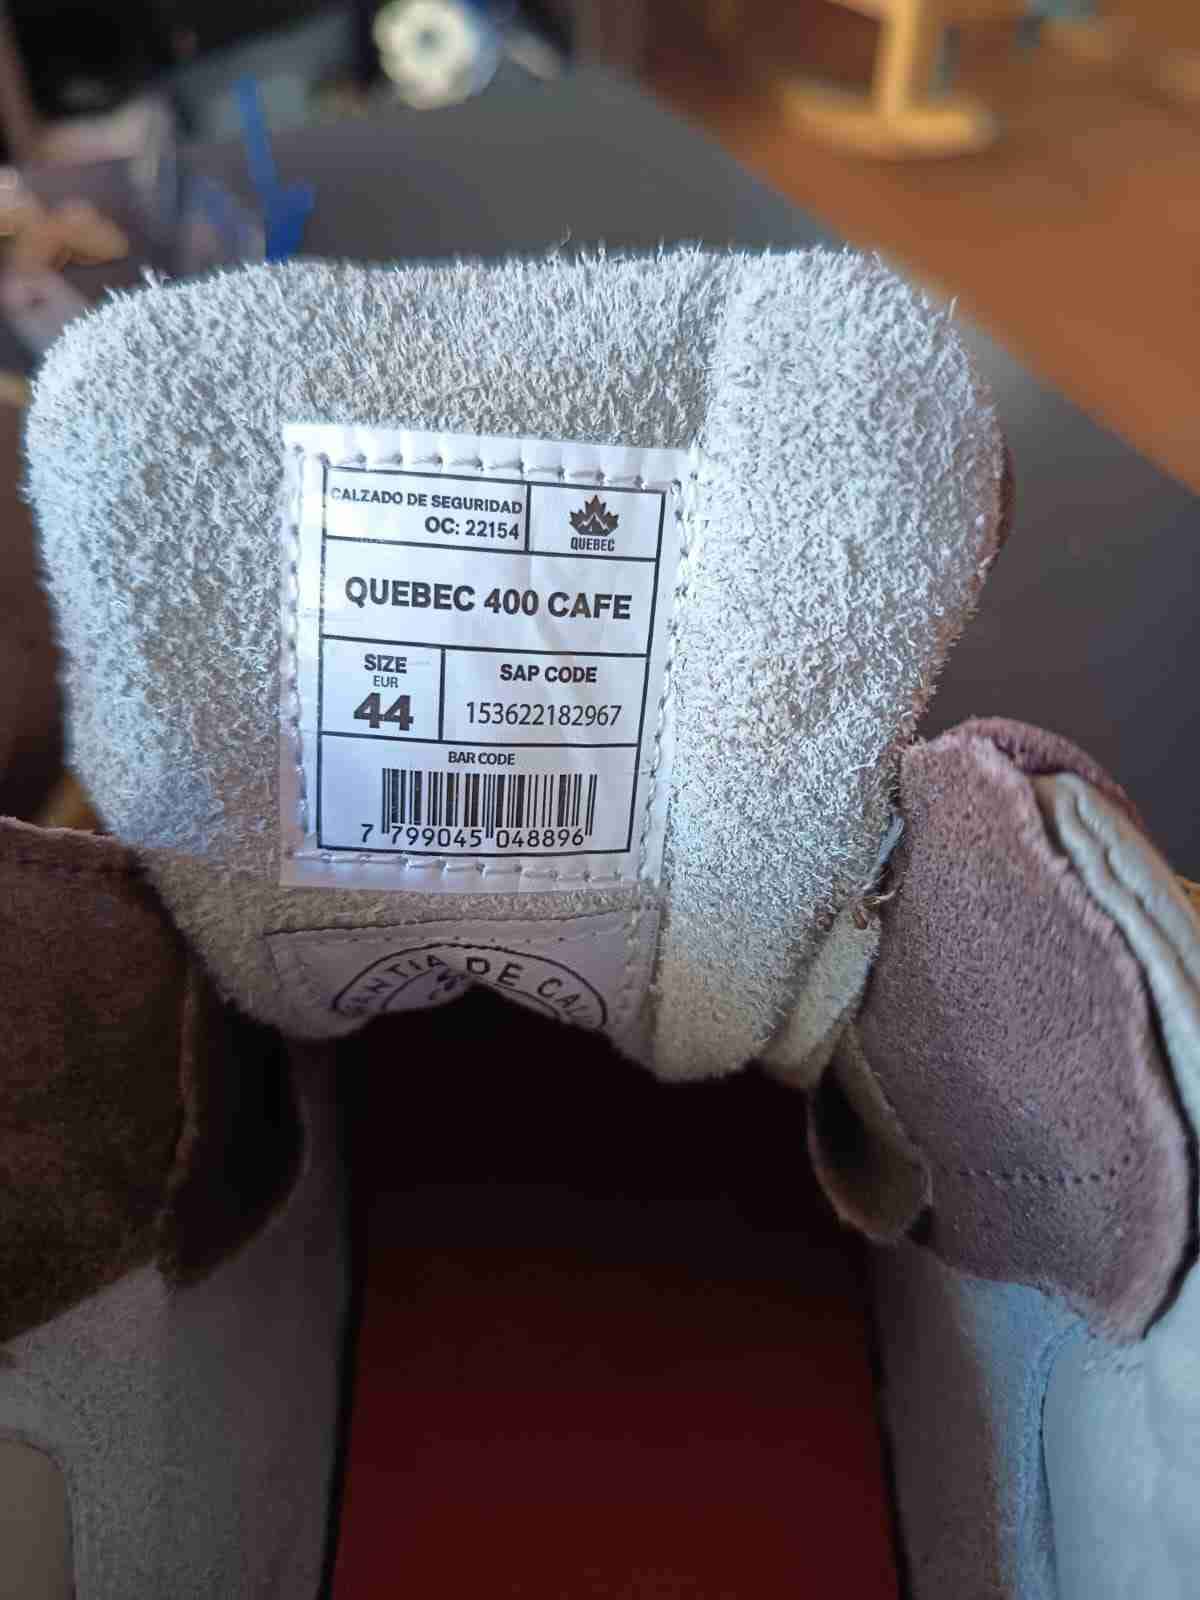 CALZADO DE SEGURIDAD
OC: 22154
QUEBEC
QUEBEC 400 CAFE
SIZE
EUR
44
SAP CODE
153622182967
BAR CODE
7 799045 048896
DE